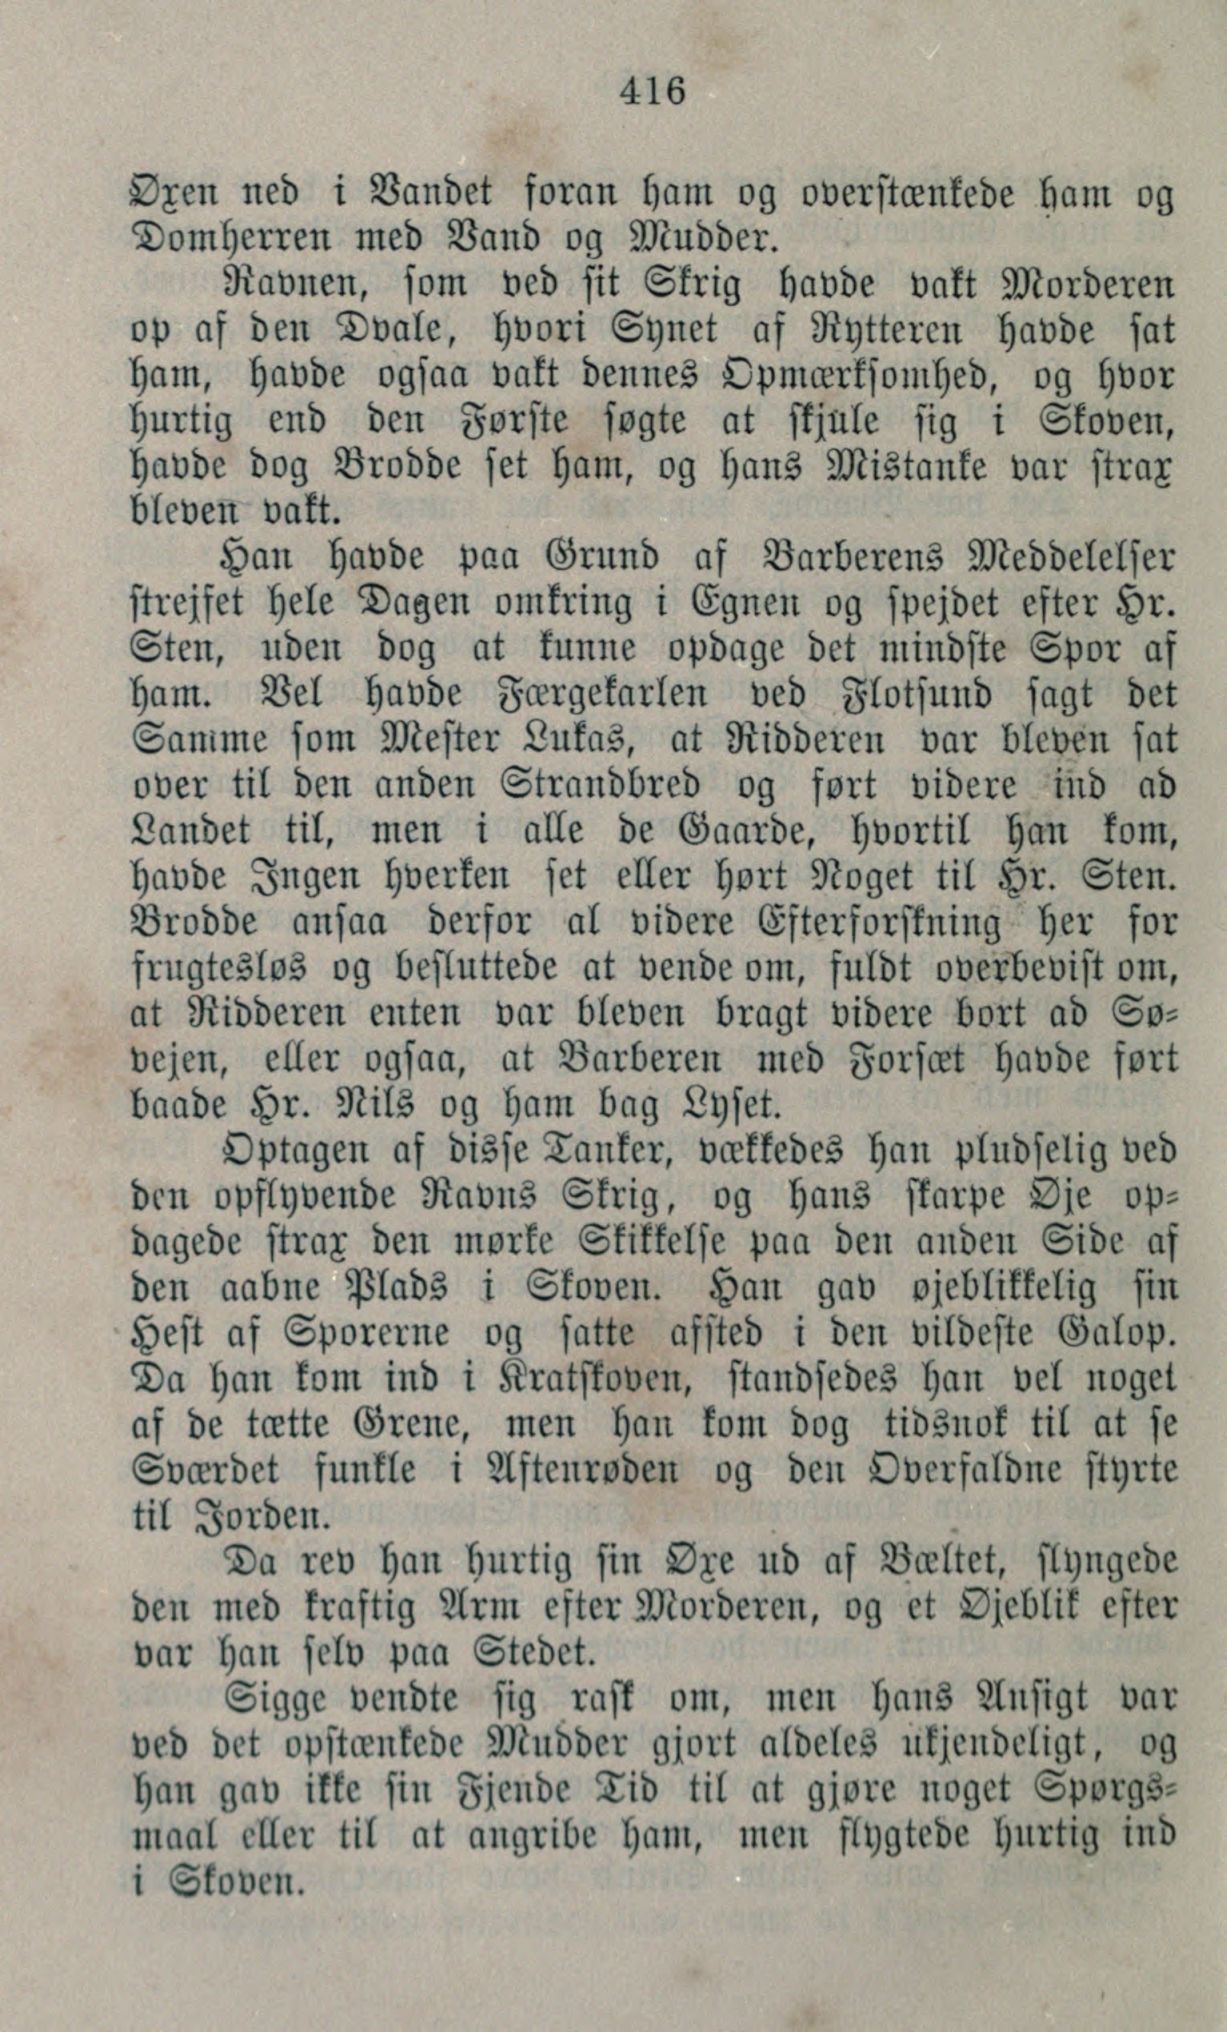 416
Øxen ned i Vandet foran ham og overstænkede ham og
Domherren med Vand og Mudder.
Ravnen, som ved sit Skrig havde vakt Morderen
op af den Dvale, hvori Synet af Rytteren havde sat
ham, havde ogsaa vakt dennes Opmærksomhed, og hvor
hurtig end den Første søgte at skjule sig i Skoven,
havde dog Brodde set ham, og hans Mistanke var strax
bleven vakt.
Han havde paa Grund af Barberens Meddelelser
strejfet hele Dagen omkring i Egnen og spejdet efter Hr.
Sten, uden dog at kunne opdage det mindste Spor af
ham. Vel havde Færgekarlen ved Flotsund sagt det
Samme som Mester Lukas, at Ridderen var bleven sat
over til den anden Strandbred og ført videre ind ad
Landet til, men i alle de Gaarde, hvortil han kom,
havde Ingen hverken set eller hørt Noget til Hr. Sten.
Brodde ansaa derfor al videre Efterforskning her for
frugtesløs og besluttede at vende om, fuldt overbevist om,
at Ridderen enten var bleven bragt videre bort ad Sø-
vejen, eller ogsaa, at Barberen med Forsæt havde ført
baade Hr. Nils og ham bag Lyset.
Optagen af disse Tanker, vækkedes han pludselig ved
den opflyvende Ravns Skrig, og hans skarpe Øje op-
dagede strax den mørke Skikkelse paa den anden Side af
den aabne Plads i Skoven. Han gav øjeblikkelig sin
Hest af Sporerne og satte afsted i den vildeste Galop.
Da han kom ind i Kratskoven, standsedes han vel noget
af de tætte Grene, men han kom dog tidsnok til at se
Sværdet funkle i Aftenrøden og den Overfaldne styrte
til Jorden.
Da rev han hurtig sin Øxe ud af Bæltet, slyngede
den med kraftig Arm efter Morderen, og et Øjeblik efter
var han selv paa Stedet.
Sigge vendte sig rask om, men hans Ansigt var
ved det opstænkede Mudder gjort aldeles ukjendeligt, og
han gav ikke sin Fjende Tid til at gjøre noget Spørgs-
maal eller til at angribe ham, men flygtede hurtig ind
i Skoven.